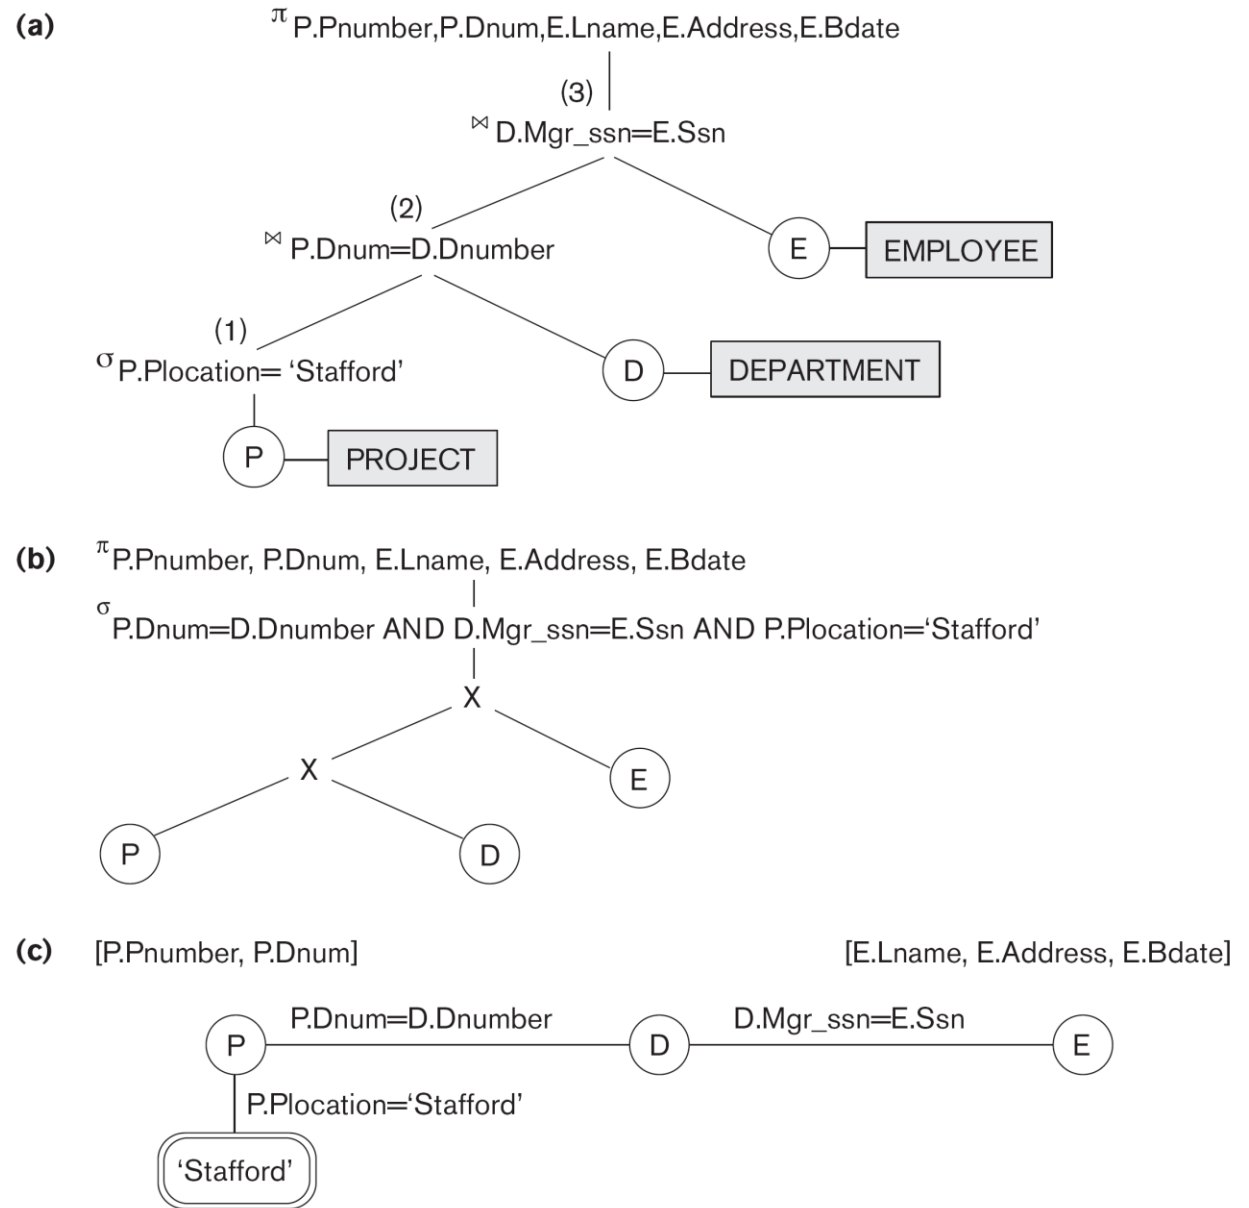 (a) π P.Pnumber,P.Dnum,E.Lname,E.Address,E.Bdate
(3)
⋈ D.Mgr_ssn=E.Ssn
(2)
⋈ P.Dnum=D.Dnumber
E EMPLOYEE
(1)
σ P.Plocation= ‘Stafford’
D DEPARTMENT
P PROJECT
(b) π P.Pnumber, P.Dnum, E.Lname, E.Address, E.Bdate
σ P.Dnum=D.Dnumber AND D.Mgr_ssn=E.Ssn AND P.Plocation=‘Stafford’
X
X
E
P D
(c) [P.Pnumber, P.Dnum] [E.Lname, E.Address, E.Bdate]
P.Dnum=D.Dnumber D.Mgr_ssn=E.Ssn
P D E
P.Plocation=‘Stafford’
‘Stafford’